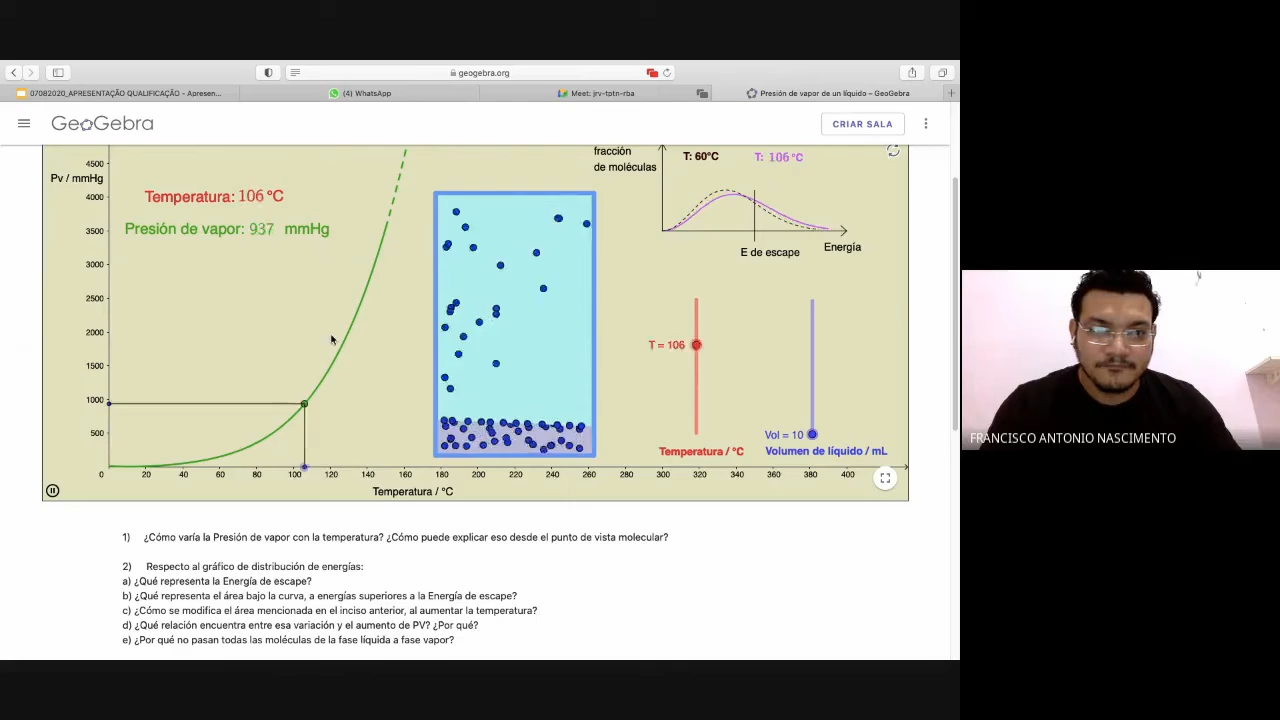 geogebra.org
07082020_APRESENTAÇÃO QUALIFICAÇÃO - Apresen...
(4) WhatsApp
Meet: jrv-tptn-rba
Presión de vapor de un líquido – GeoGebra
GeoGebra
CRIAR SALA
Pv / mmHg
4500
4000
3500
3000
2500
2000
1500
1000
500
0
Temperatura: 106 °C
Presión de vapor: 937 mmHg
20 40 60 80 100 120 140 160 180 200 220 240 260 280 300 320 340 360 380 400
Temperatura / °C
fracción
de moléculas
T: 60°C
T: 106 °C
E de escape
Energía
T = 106
Temperatura / °C
Vol = 10
Volumen de líquido / mL
1) ¿Cómo varía la Presión de vapor con la temperatura? ¿Cómo puede explicar eso desde el punto de vista molecular?
2) Respecto al gráfico de distribución de energías:
a) ¿Qué representa la Energía de escape?
b) ¿Qué representa el área bajo la curva, a energías superiores a la Energía de escape?
c) ¿Cómo se modifica el área mencionada en el inciso anterior, al aumentar la temperatura?
d) ¿Qué relación encuentra entre esa variación y el aumento de PV? ¿Por qué?
e) ¿Por qué no pasan todas las moléculas de la fase líquida a fase vapor?
FRANCISCO ANTONIO NASCIMENTO